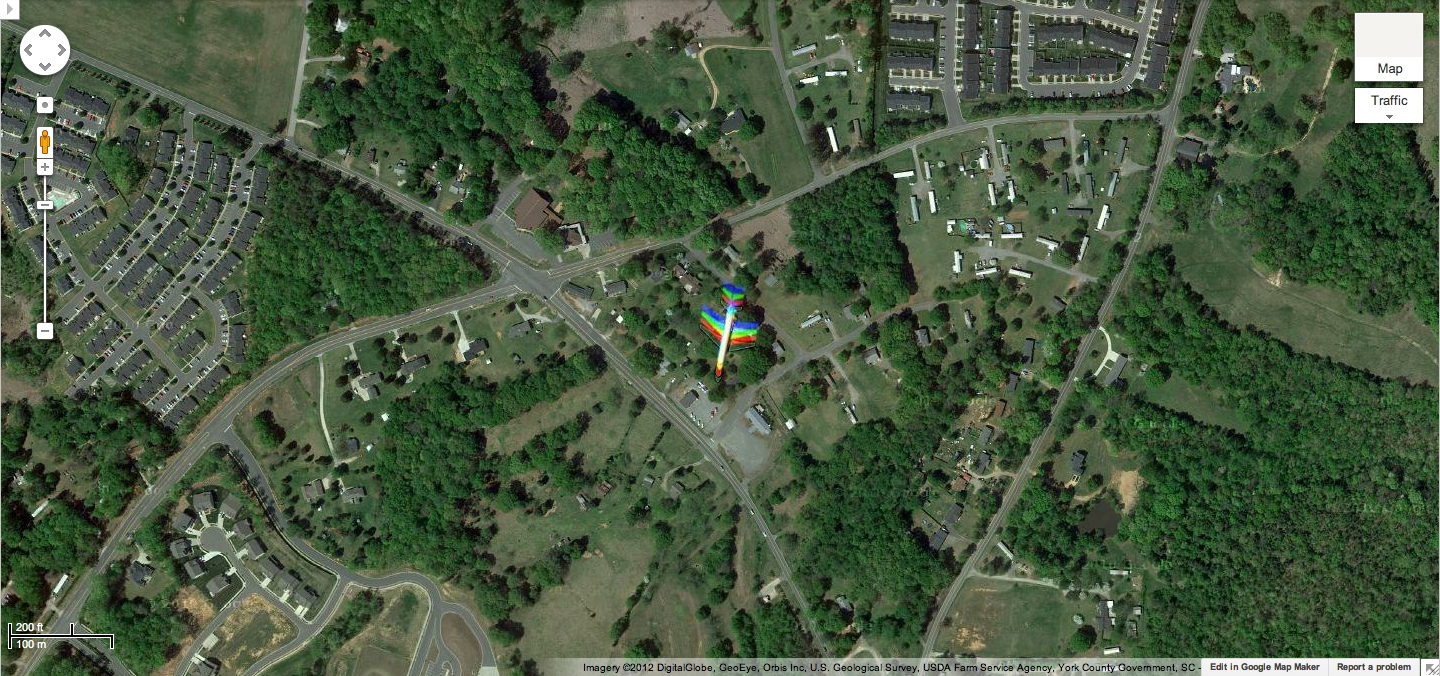 Map
Traffic
200 ft
100 m
Imagery ©2012 DigitalGlobe, GeoEye, Orbis Inc, U.S. Geological Survey, USDA Farm Service Agency, York County Government, SC -
Edit in Google Map Maker
Report a problem